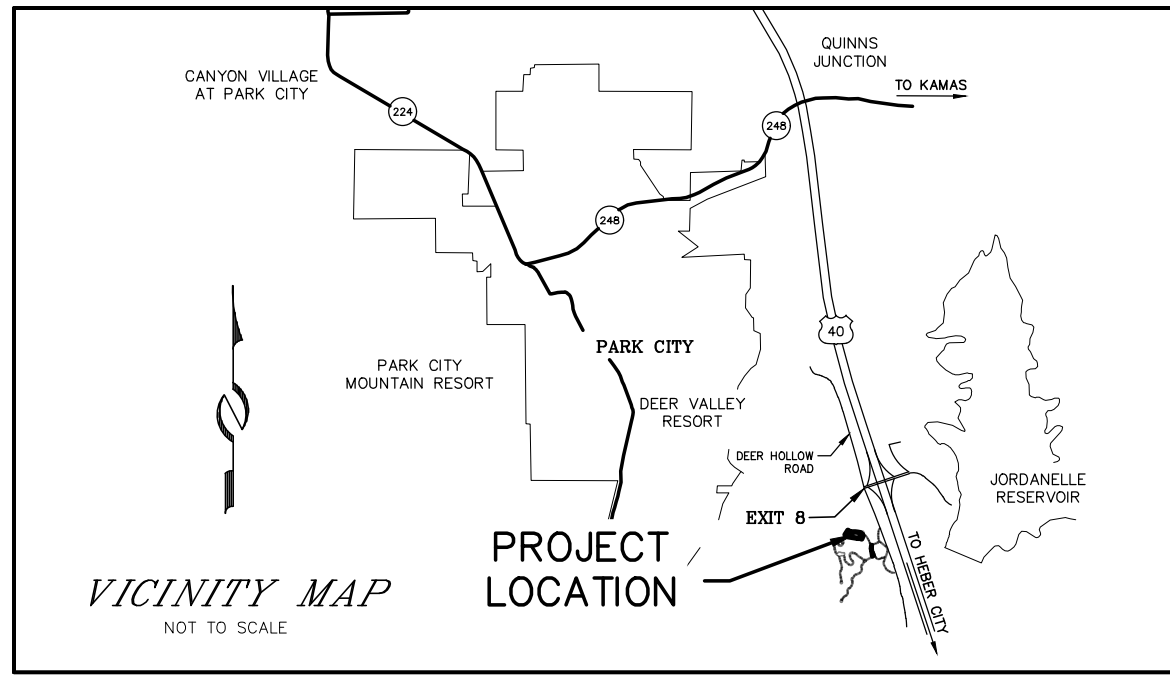 QUINNS
JUNCTION
CANYON VILLAGE
AT PARK CITY
TO KAMAS
224
248
248
40
PARK CITY
PARK CITY
MOUNTAIN RESORT
DEER VALLEY
RESORT
DEER HOLLOW
ROAD
JORDANELLE
RESERVOIR
EXIT 8
PROJECT
LOCATION
TO HEBER CITY
VICINITY MAP
NOT TO SCALE